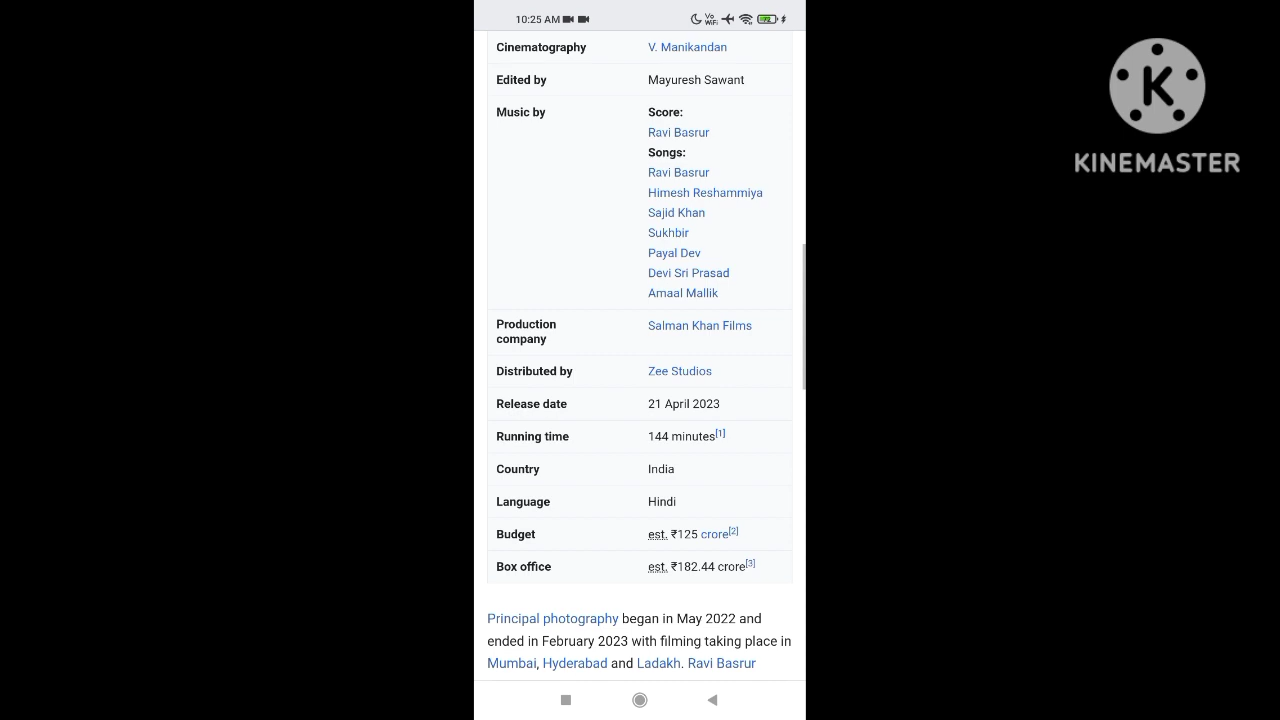 10:25 AM
Vo
WiFi
72
K
KINEMASTER
Cinematography V. Manikandan
Edited by Mayuresh Sawant
Music by Score:
Ravi Basrur
Songs:
Ravi Basrur
Himesh Reshammiya
Sajid Khan
Sukhbir
Payal Dev
Devi Sri Prasad
Amaal Mallik
Production
company Salman Khan Films
Distributed by Zee Studios
Release date 21 April 2023
Running time 144 minutes[1]
Country India
Language Hindi
Budget est. ₹125 crore[2]
Box office est. ₹182.44 crore[3]
Principal photography began in May 2022 and
ended in February 2023 with filming taking place in
Mumbai, Hyderabad and Ladakh. Ravi Basrur